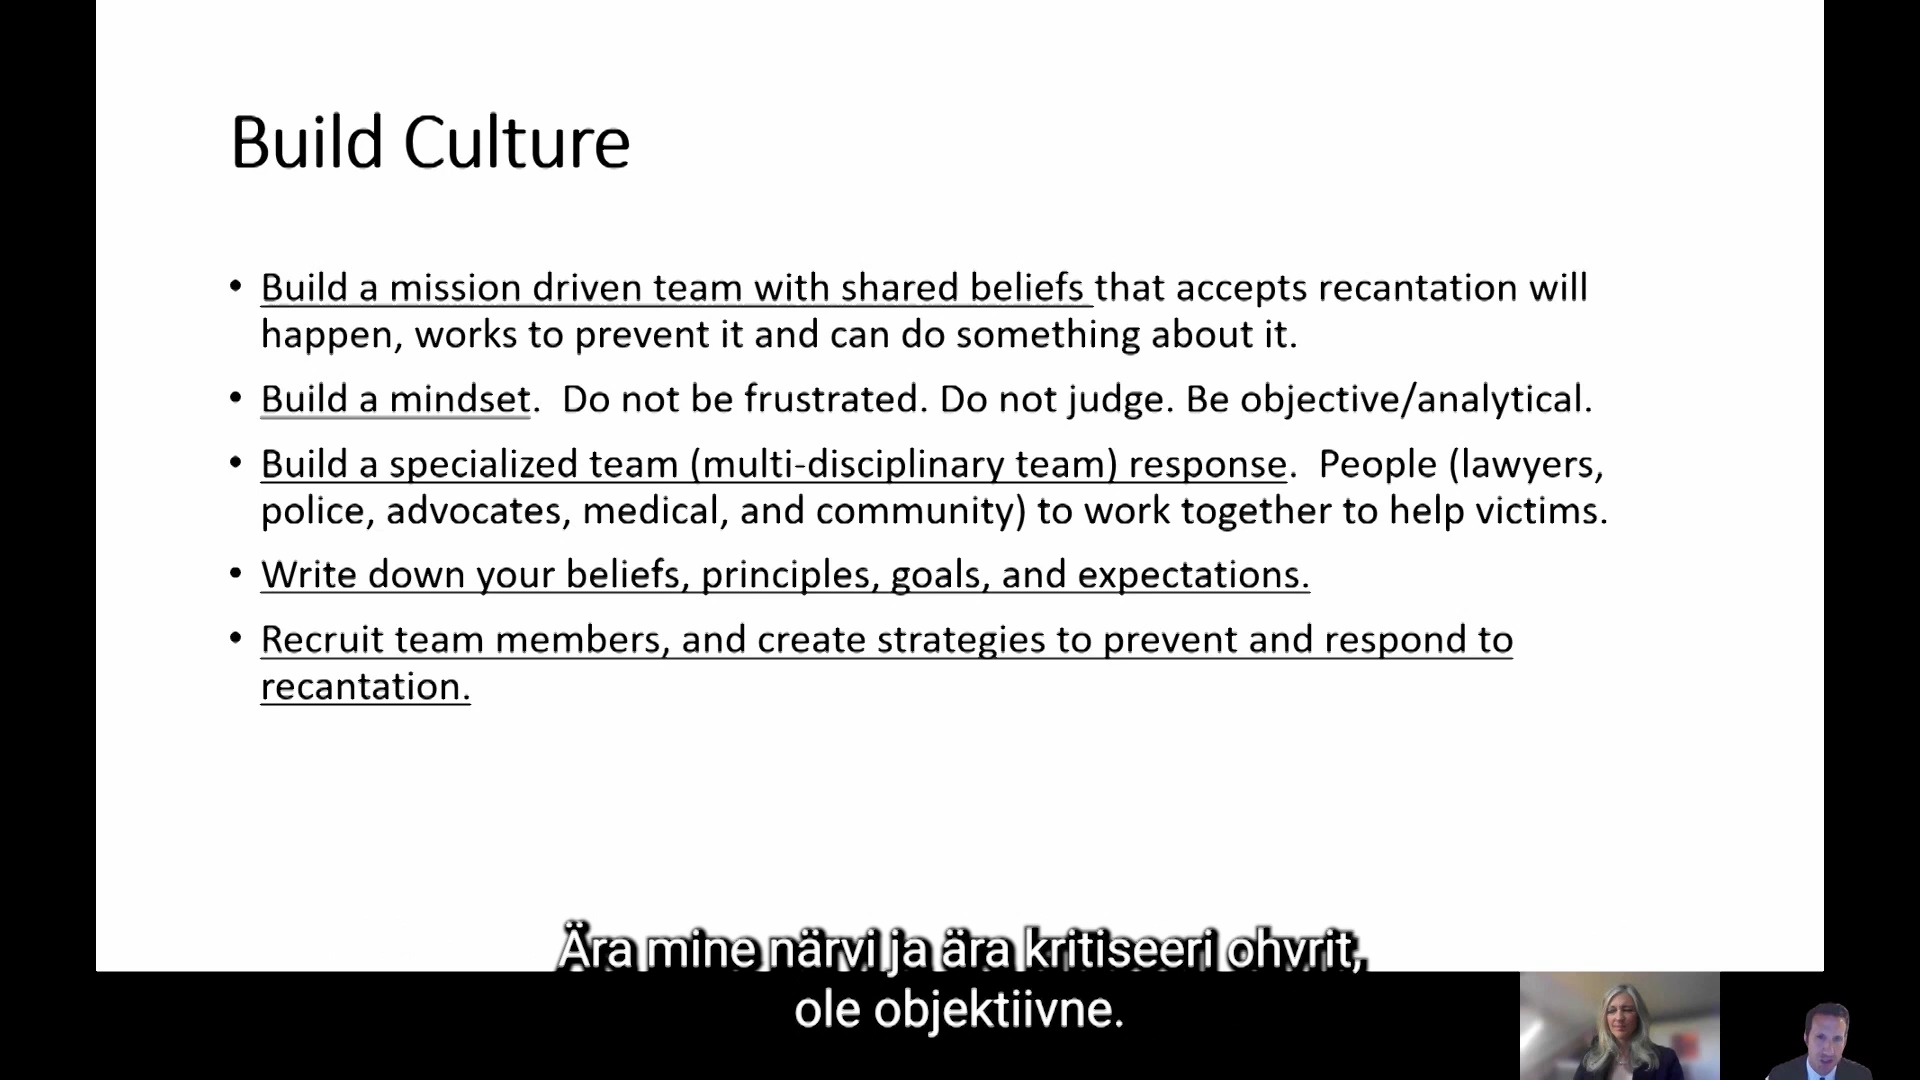 Build Culture
• Build a mission driven team with shared beliefs that accepts recantation will
happen, works to prevent it and can do something about it.
• Build a mindset.  Do not be frustrated. Do not judge. Be objective/analytical.
• Build a specialized team (multi-disciplinary team) response.  People (lawyers,
police, advocates, medical, and community) to work together to help victims.
• Write down your beliefs, principles, goals, and expectations.
• Recruit team members, and create strategies to prevent and respond to
recantation.
Ära mine närvi ja ära kritiseeri ohvrit,
ole objektiivne.